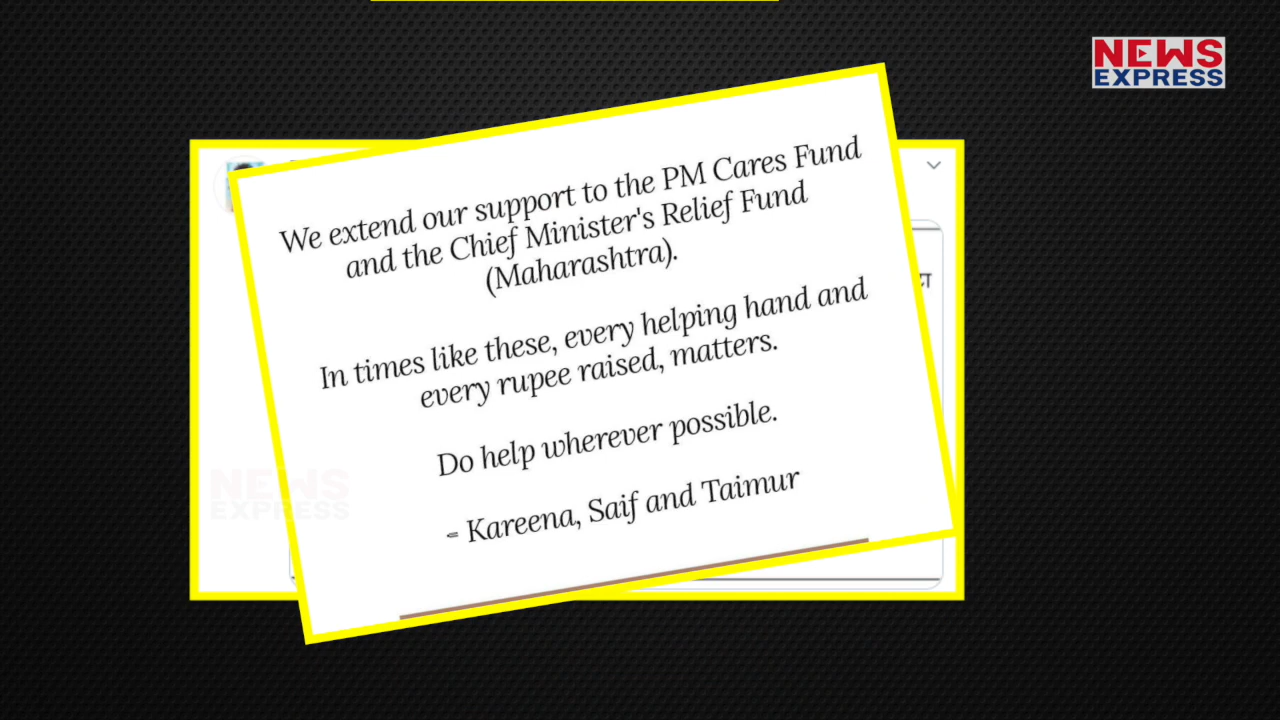 NEWS
EXPRESS
We extend our support to the PM Cares Fund
and the Chief Minister's Relief Fund
(Maharashtra).
In times like these, every helping hand and
every rupee raised, matters.
Do help wherever possible.
- Kareena, Saif and Taimur
NEWS
EXPRESS